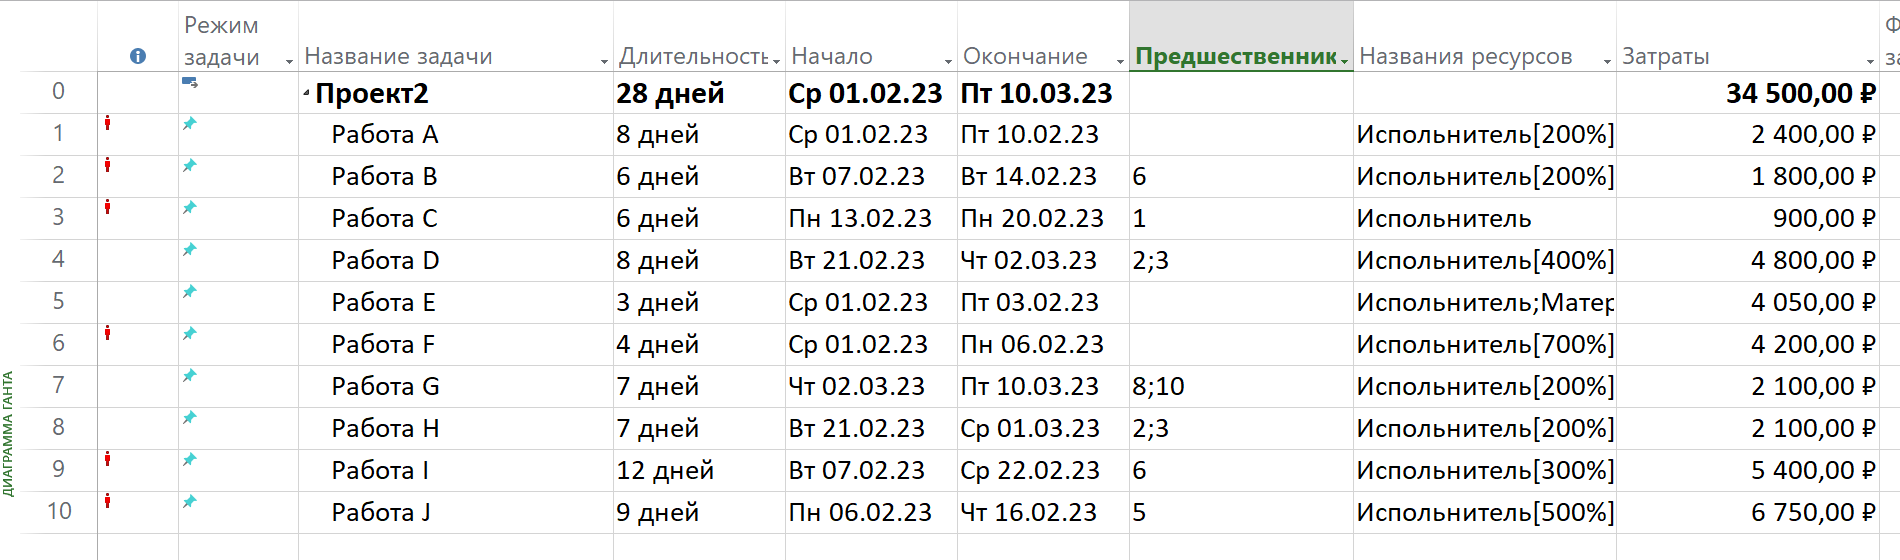 Режим задачи Название задачи Длительность Начало Окончание Предшественник Названия ресурсов Затраты
0 Проект2 28 дней Ср 01.02.23 Пт 10.03.23 34 500,00 ₽
1 Работа A 8 дней Ср 01.02.23 Пт 10.02.23 Испольнитель[200%] 2 400,00 ₽
2 Работа B 6 дней Вт 07.02.23 Вт 14.02.23 6 Испольнитель[200%] 1 800,00 ₽
3 Работа C 6 дней Пн 13.02.23 Пн 20.02.23 1 Испольнитель 900,00 ₽
4 Работа D 8 дней Вт 21.02.23 Чт 02.03.23 2;3 Испольнитель[400%] 4 800,00 ₽
5 Работа E 3 дней Ср 01.02.23 Пт 03.02.23 Испольнитель;Матер 4 050,00 ₽
6 Работа F 4 дней Ср 01.02.23 Пн 06.02.23 Испольнитель[700%] 4 200,00 ₽
7 Работа G 7 дней Чт 02.03.23 Пт 10.03.23 8;10 Испольнитель[200%] 2 100,00 ₽
8 Работа H 7 дней Вт 21.02.23 Ср 01.03.23 2;3 Испольнитель[200%] 2 100,00 ₽
9 Работа I 12 дней Вт 07.02.23 Ср 22.02.23 6 Испольнитель[300%] 5 400,00 ₽
10 Работа J 9 дней Пн 06.02.23 Чт 16.02.23 5 Испольнитель[500%] 6 750,00 ₽
ДИАГРАММА ГАНТА